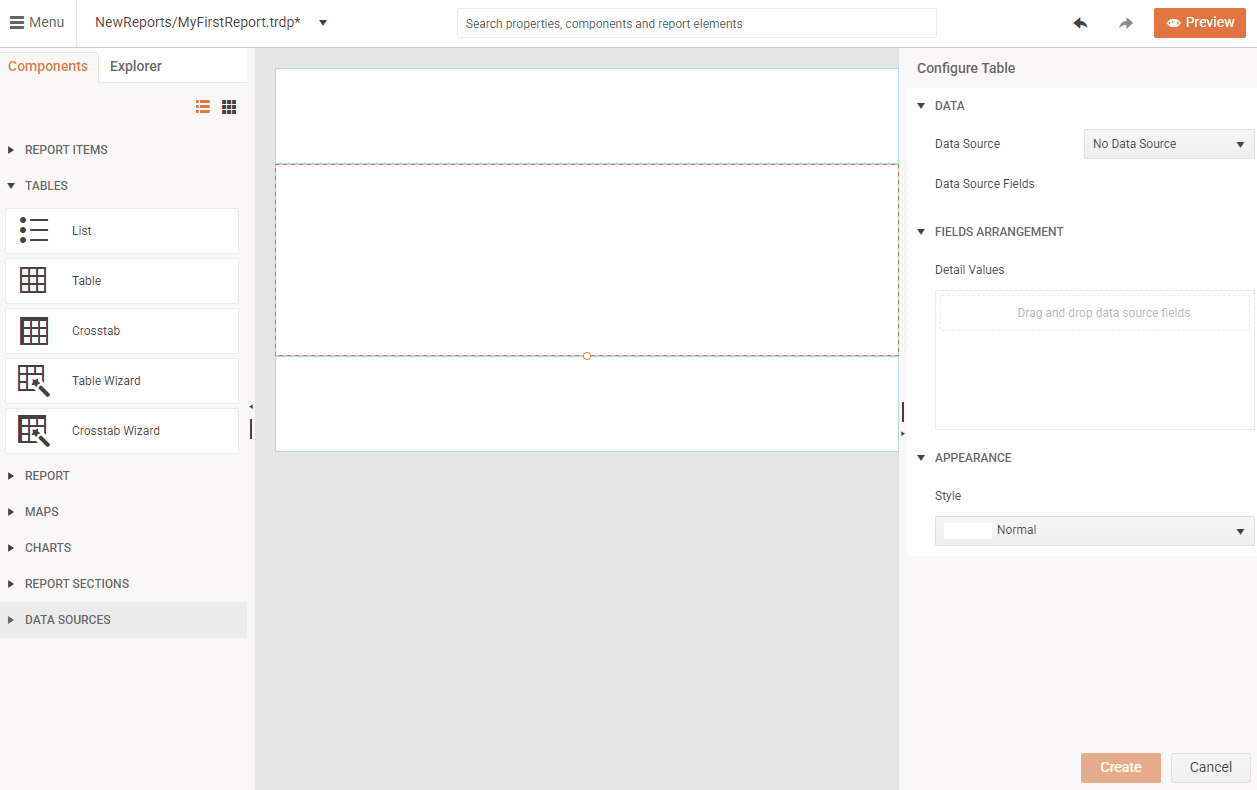 Menu
NewReports/MyFirstReport.trdp*
Search properties, components and report elements
Preview
Components
Explorer
REPORT ITEMS
TABLES
List
Table
Crosstab
Table Wizard
Crosstab Wizard
REPORT
MAPS
CHARTS
REPORT SECTIONS
DATA SOURCES
Configure Table
DATA
Data Source
No Data Source
Data Source Fields
FIELDS ARRANGEMENT
Detail Values
Drag and drop data source fields
APPEARANCE
Style
Normal
Create
Cancel